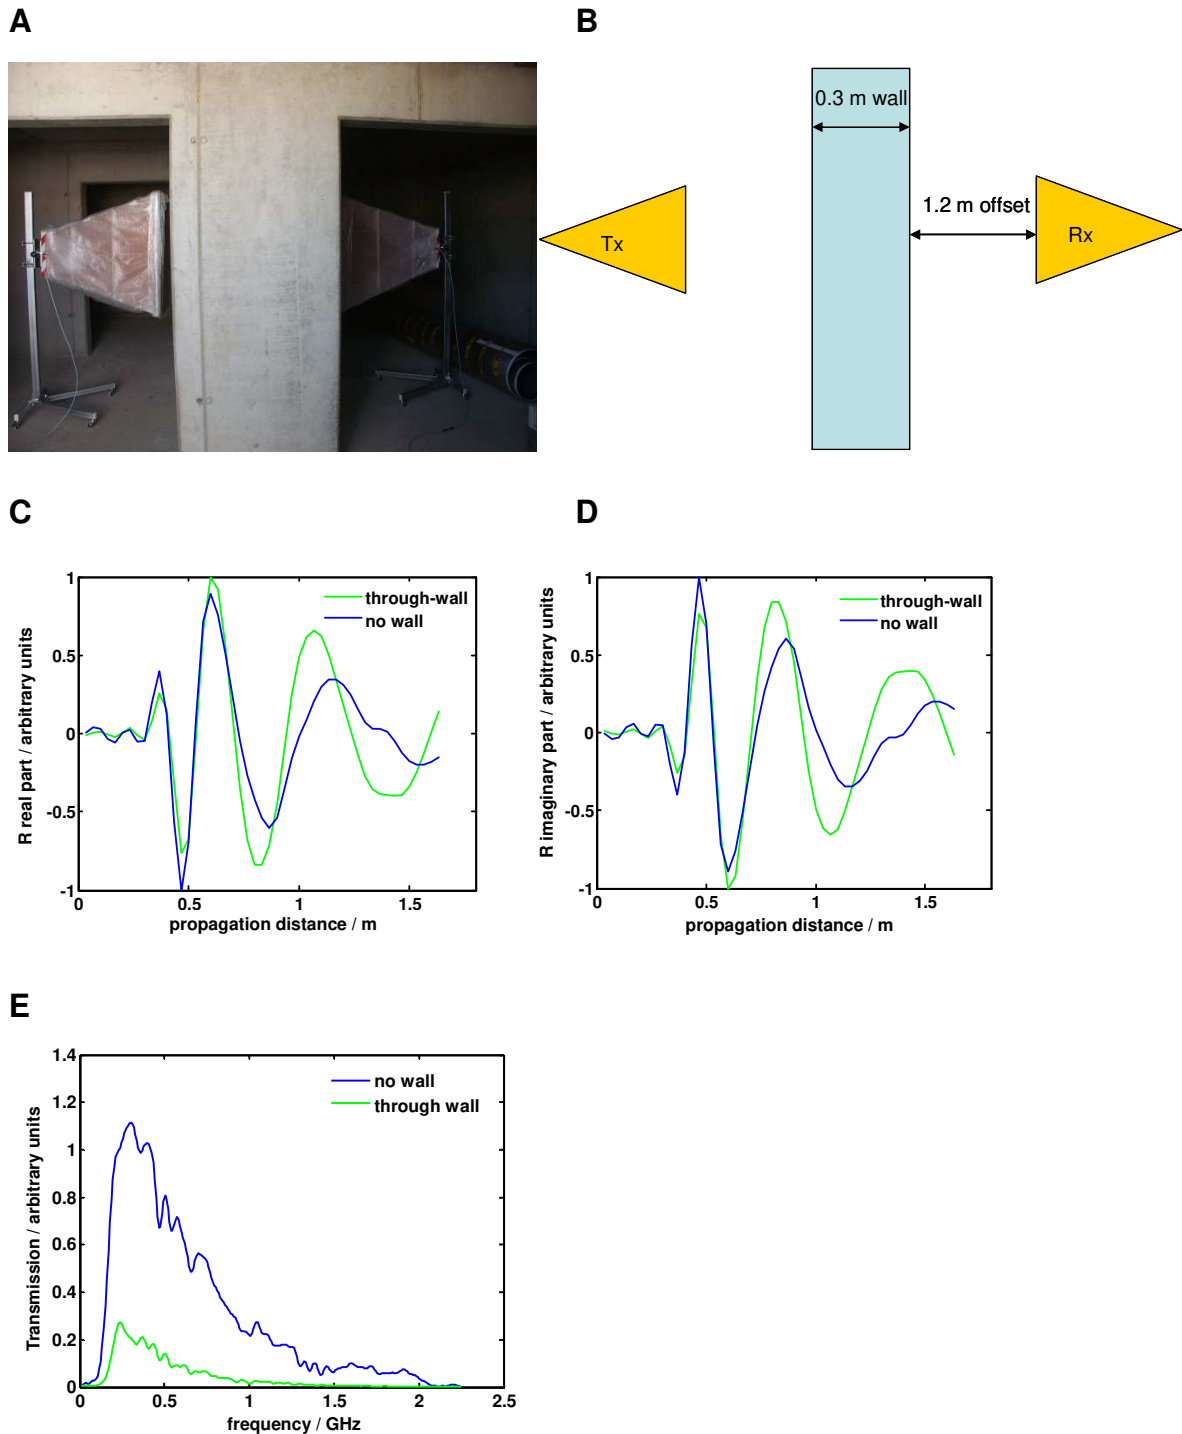 A
B
0.3 m wall
1.2 m offset
Tx
Rx
C
D
1
0.5
0
-0.5
-1
0
0.5
1
1.5
through-wall
no wall
R real part / arbitrary units
propagation distance / m
1
0.5
0
-0.5
-1
0
0.5
1
1.5
through-wall
no wall
R imaginary part / arbitrary units
propagation distance / m
E
1.4
1.2
1
0.8
0.6
0.4
0.2
0
0
0.5
1
1.5
2
2.5
no wall
through wall
Transmission / arbitrary units
frequency / GHz